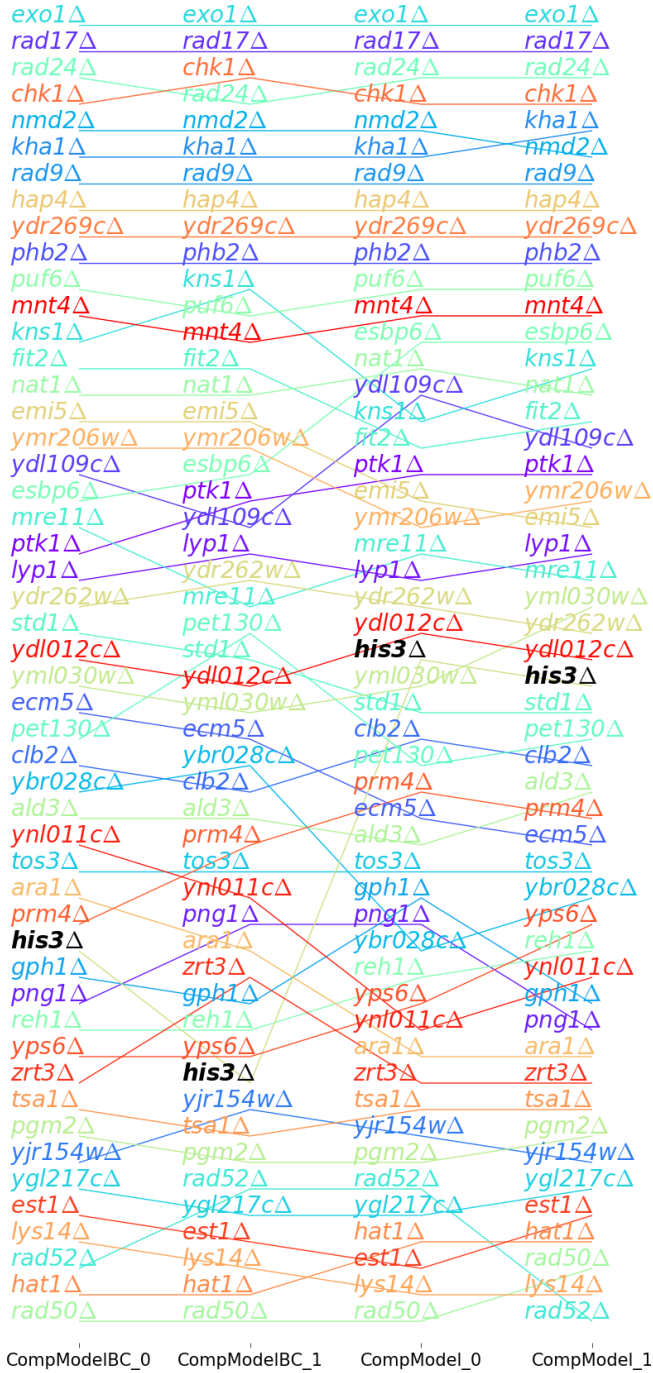 exo1Δ exo1Δ exo1Δ exo1Δ
rad17Δ rad17Δ rad17Δ rad17Δ
rad24Δ chk1Δ rad24Δ rad24Δ
chk1Δ rad24Δ chk1Δ chk1Δ
nmd2Δ nmd2Δ nmd2Δ kha1Δ
kha1Δ kha1Δ kha1Δ nmd2Δ
rad9Δ rad9Δ rad9Δ rad9Δ
hap4Δ hap4Δ hap4Δ hap4Δ
ydr269cΔ ydr269cΔ ydr269cΔ ydr269cΔ
phb2Δ phb2Δ phb2Δ phb2Δ
puf6Δ kns1Δ puf6Δ puf6Δ
mnt4Δ puf6Δ mnt4Δ mnt4Δ
kns1Δ mnt4Δ esbp6Δ esbp6Δ
fit2Δ fit2Δ nat1Δ kns1Δ
nat1Δ nat1Δ ydl109cΔ nat1Δ
emi5Δ emi5Δ kns1Δ fit2Δ
ymr206wΔ ymr206wΔ fit2Δ ydl109cΔ
ydl109cΔ esbp6Δ ptk1Δ ptk1Δ
esbp6Δ ptk1Δ emi5Δ ymr206wΔ
mre11Δ ydl109cΔ ymr206wΔ emi5Δ
ptk1Δ lyp1Δ mre11Δ lyp1Δ
lyp1Δ ydr262wΔ lyp1Δ mre11Δ
ydr262wΔ mre11Δ ydr262wΔ yml030wΔ
std1Δ pet130Δ ydl012cΔ ydr262wΔ
ydl012cΔ std1Δ his3Δ ydl012cΔ
yml030wΔ ydl012cΔ yml030wΔ his3Δ
ecm5Δ yml030wΔ std1Δ std1Δ
pet130Δ ecm5Δ clb2Δ pet130Δ
clb2Δ ybr028cΔ pet130Δ clb2Δ
ybr028cΔ clb2Δ prm4Δ ald3Δ
ald3Δ ald3Δ ecm5Δ prm4Δ
ynl011cΔ prm4Δ ald3Δ ecm5Δ
tos3Δ tos3Δ tos3Δ tos3Δ
ara1Δ ynl011cΔ gph1Δ ybr028cΔ
prm4Δ png1Δ png1Δ yps6Δ
his3Δ ara1Δ ybr028cΔ reh1Δ
gph1Δ zrt3Δ reh1Δ ynl011cΔ
png1Δ gph1Δ yps6Δ gph1Δ
reh1Δ reh1Δ ynl011cΔ png1Δ
yps6Δ yps6Δ ara1Δ ara1Δ
zrt3Δ his3Δ zrt3Δ zrt3Δ
tsa1Δ yjr154wΔ tsa1Δ tsa1Δ
pgm2Δ tsa1Δ yjr154wΔ pgm2Δ
yjr154wΔ pgm2Δ pgm2Δ yjr154wΔ
ygl217cΔ rad52Δ rad52Δ ygl217cΔ
est1Δ ygl217cΔ ygl217cΔ est1Δ
lys14Δ est1Δ hat1Δ hat1Δ
rad52Δ lys14Δ est1Δ rad50Δ
hat1Δ hat1Δ lys14Δ lys14Δ
rad50Δ rad50Δ rad50Δ rad52Δ
CompModelBC_0 CompModelBC_1 CompModel_0 CompModel_1